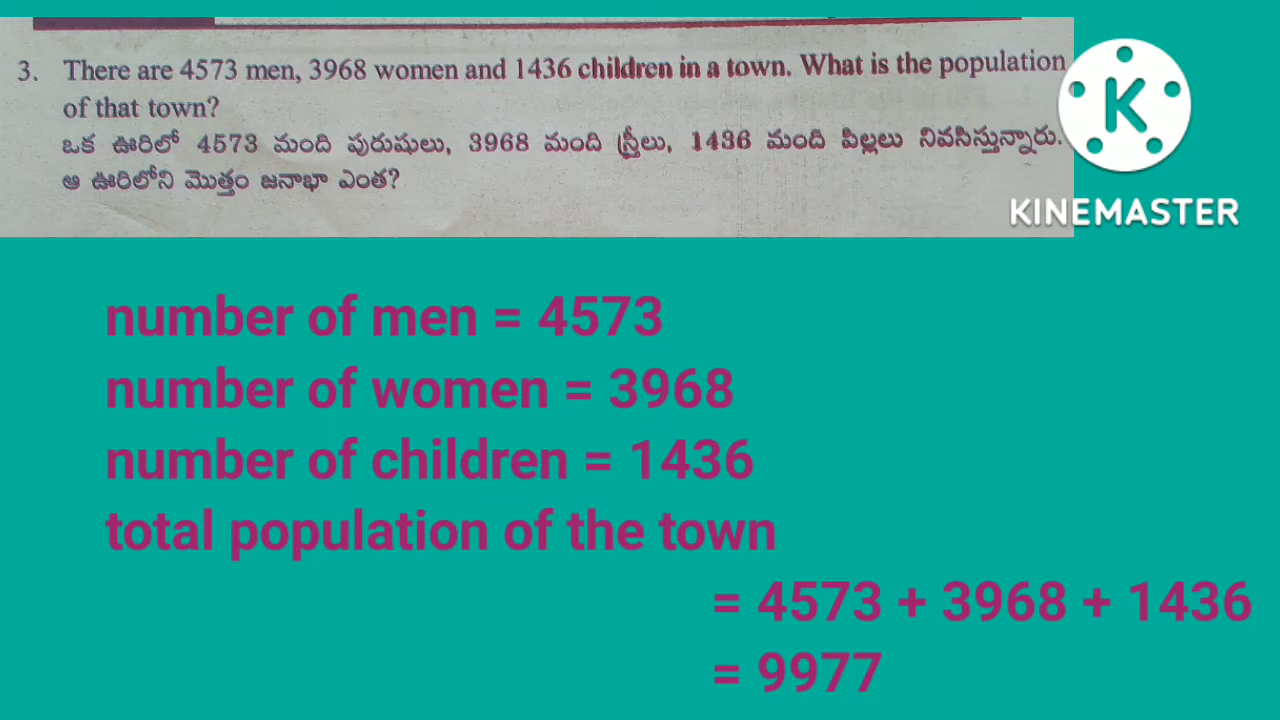 3. There are 4573 men, 3968 women and 1436 children in a town. What is the population
of that town?
ఒక ఊరిలో 4573 మంది పురుషులు, 3968 మంది స్త్రీలు, 1436 మంది పిల్లలు నివసిస్తున్నారు.
ఆ ఊరిలోని మొత్తం జనాభా ఎంత?
K
KINEMASTER
number of men = 4573
number of women = 3968
number of children = 1436
total population of the town
= 4573 + 3968 + 1436
= 9977